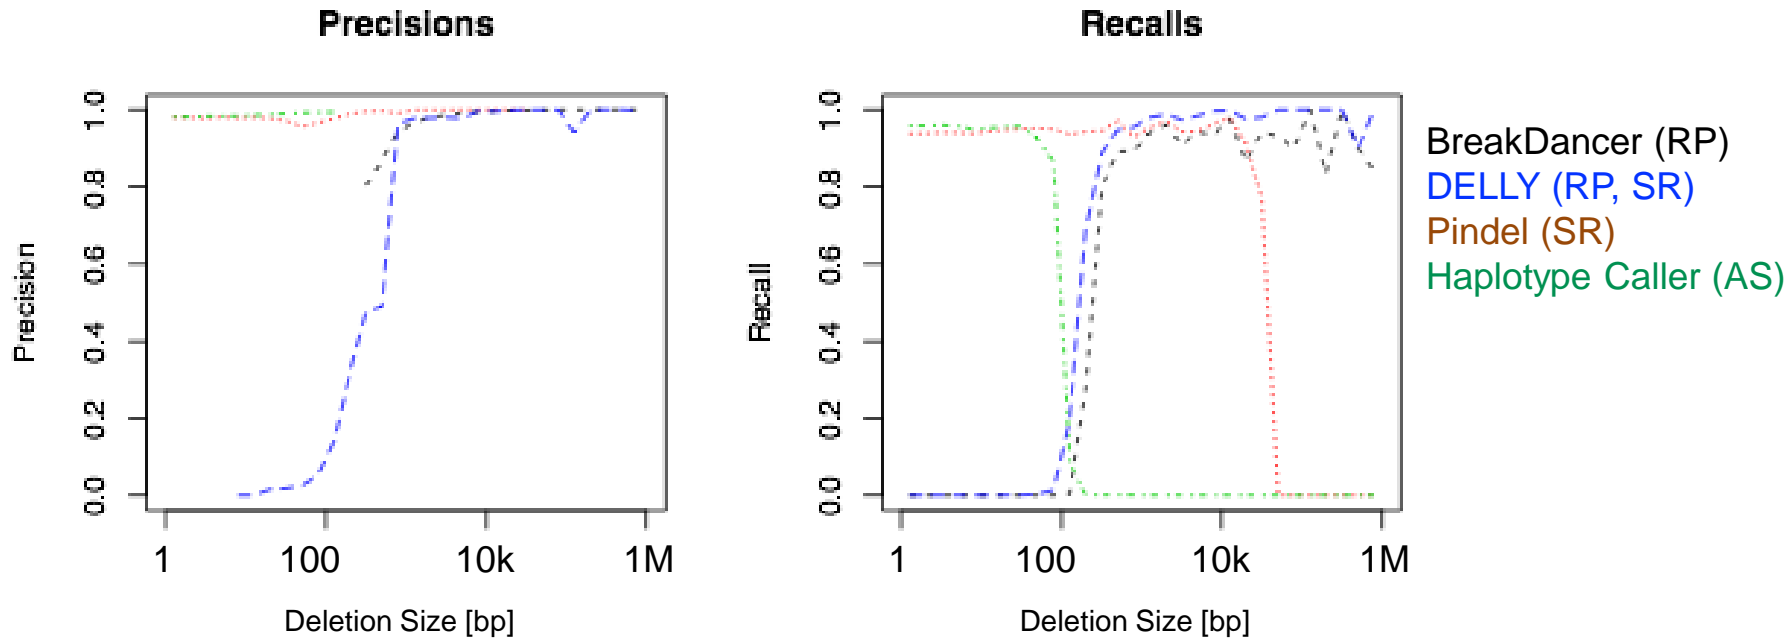 Precisions
Precision
0.0
0.2
0.4
0.6
0.8
1.0
1
100
10k
1M
Deletion Size [bp]
Recalls
Recall
0.0
0.2
0.4
0.6
0.8
1.0
1
100
10k
1M
Deletion Size [bp]
BreakDancer (RP)
DELLY (RP, SR)
Pindel (SR)
Haplotype Caller (AS)